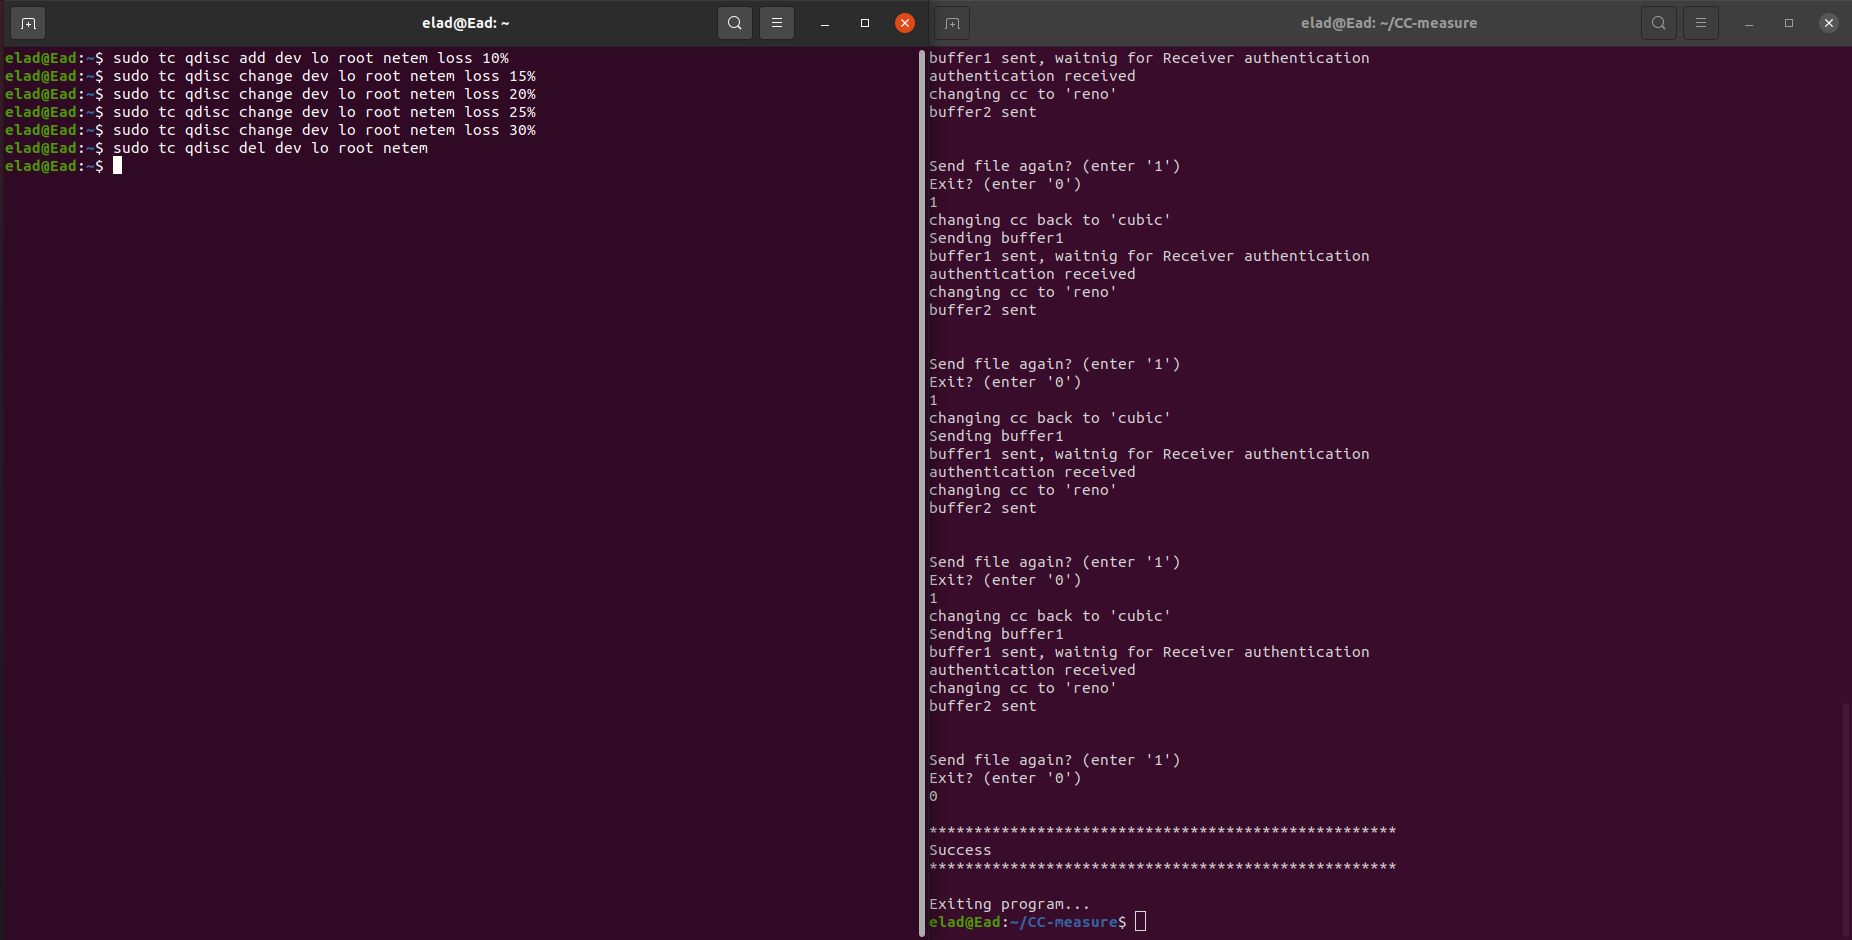 elad@Ead: ~
elad@Ead:~$ sudo tc qdisc add dev lo root netem loss 10%
elad@Ead:~$ sudo tc qdisc change dev lo root netem loss 15%
elad@Ead:~$ sudo tc qdisc change dev lo root netem loss 20%
elad@Ead:~$ sudo tc qdisc change dev lo root netem loss 25%
elad@Ead:~$ sudo tc qdisc change dev lo root netem loss 30%
elad@Ead:~$ sudo tc qdisc del dev lo root netem
elad@Ead:~$
elad@Ead: ~/CC-measure
buffer1 sent, waitnig for Receiver authentication
authentication received
changing cc to 'reno'
buffer2 sent
Send file again? (enter '1')
Exit? (enter '0')
1
changing cc back to 'cubic'
Sending buffer1
buffer1 sent, waitnig for Receiver authentication
authentication received
changing cc to 'reno'
buffer2 sent
Send file again? (enter '1')
Exit? (enter '0')
1
changing cc back to 'cubic'
Sending buffer1
buffer1 sent, waitnig for Receiver authentication
authentication received
changing cc to 'reno'
buffer2 sent
Send file again? (enter '1')
Exit? (enter '0')
1
changing cc back to 'cubic'
Sending buffer1
buffer1 sent, waitnig for Receiver authentication
authentication received
changing cc to 'reno'
buffer2 sent
Send file again? (enter '1')
Exit? (enter '0')
0
****************************************************
Success
****************************************************
Exiting program...
elad@Ead:~/CC-measure$